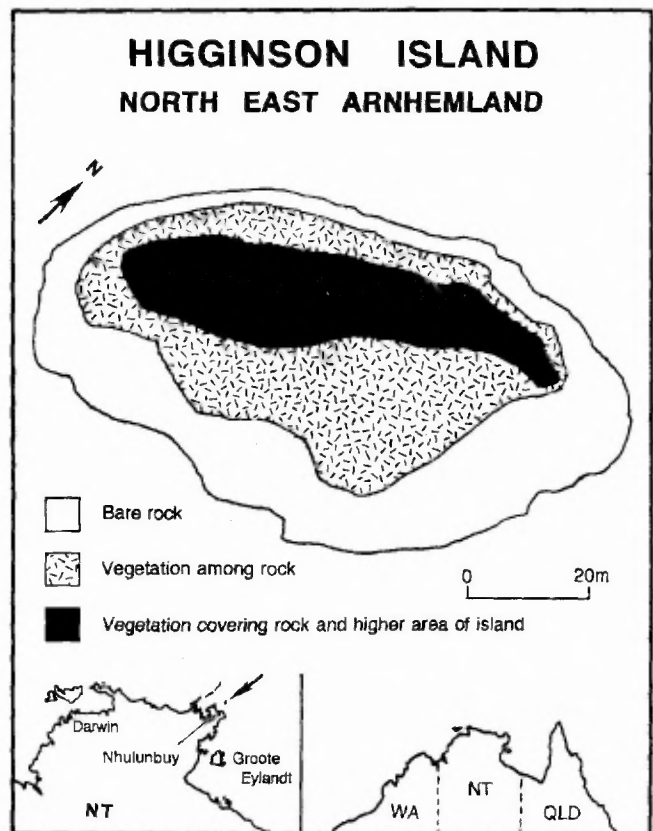 HIGGINSON ISLAND
NORTH EAST ARNHEMLAND
N
Bare rock
Vegetation among rock
0 20m
Vegetation covering rock and higher area of island
Darwin
Nhulunbuy
Groote
Eylandt
NT
WA
NT
QLD